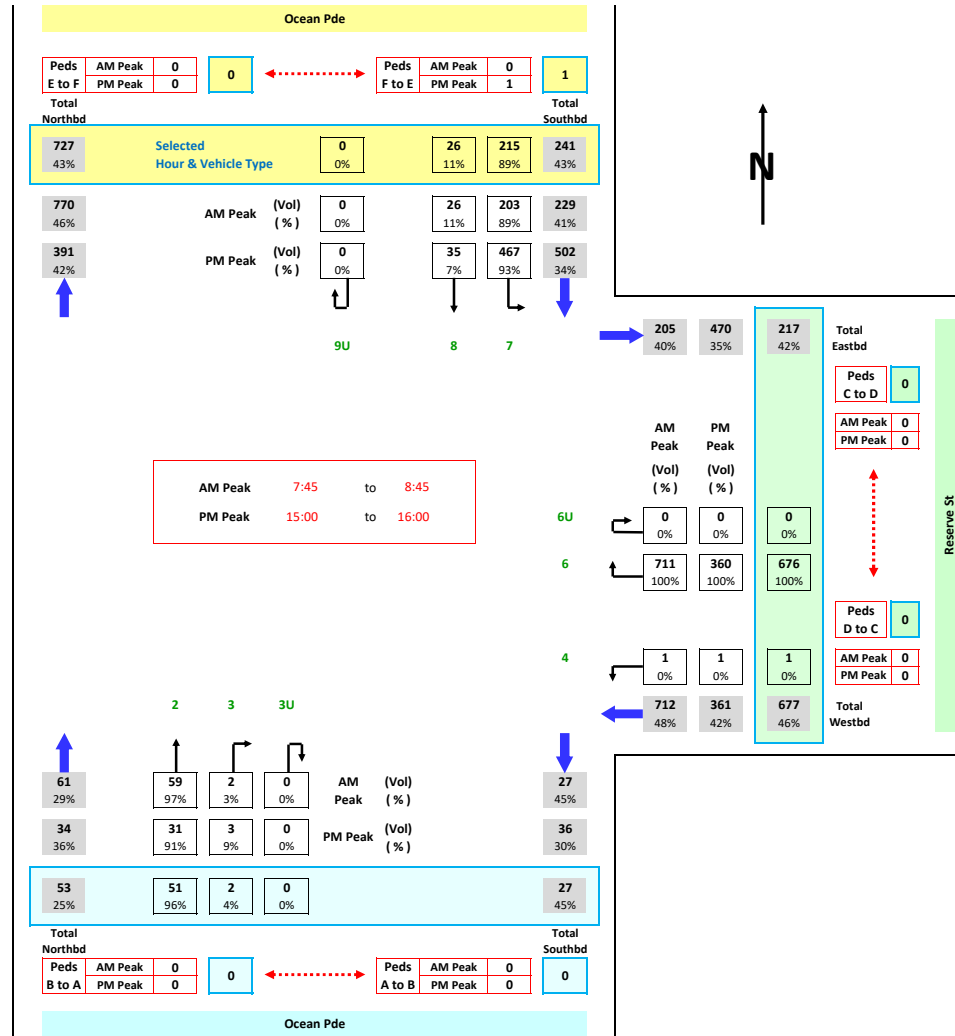 Ocean Pde
Peds AM Peak 0 0 Peds AM Peak 0 1
E to F PM Peak 0 F to E PM Peak 1
Total Total
Northbd Southbd
727 Selected 0 26 215 241
43% Hour & Vehicle Type 0% 11% 89% 43%
770 AM Peak (Vol) 0 26 203 229
46% ( % ) 0% 11% 89% 41%
391 PM Peak (Vol) 0 35 467 502
42% ( % ) 0% 7% 93% 34%
N
9U 8 7
205 470 217 Total
40% 35% 42% Eastbd
Peds 0
C to D
AM Peak 0
PM Peak 0
AM PM
Peak Peak
(Vol) (Vol)
( % ) ( % )
AM Peak 7:45 to 8:45
PM Peak 15:00 to 16:00
6U 0 0 0
0% 0% 0%
6 711 360 676
100% 100% 100%
Reserve St
Peds 0
D to C
4 1 1 1 AM Peak 0
0% 0% 0% PM Peak 0
2 3 3U
712 361 677 Total
48% 42% 46% Westbd
61 59 2 0 AM (Vol) 27
29% 97% 3% 0% Peak ( % ) 45%
34 31 3 0 PM Peak (Vol) 36
36% 91% 9% 0% ( % ) 30%
53 51 2 0 27
25% 96% 4% 0% 45%
Total Total
Northbd Southbd
Peds AM Peak 0 0 Peds AM Peak 0 0
B to A PM Peak 0 A to B PM Peak 0
Ocean Pde